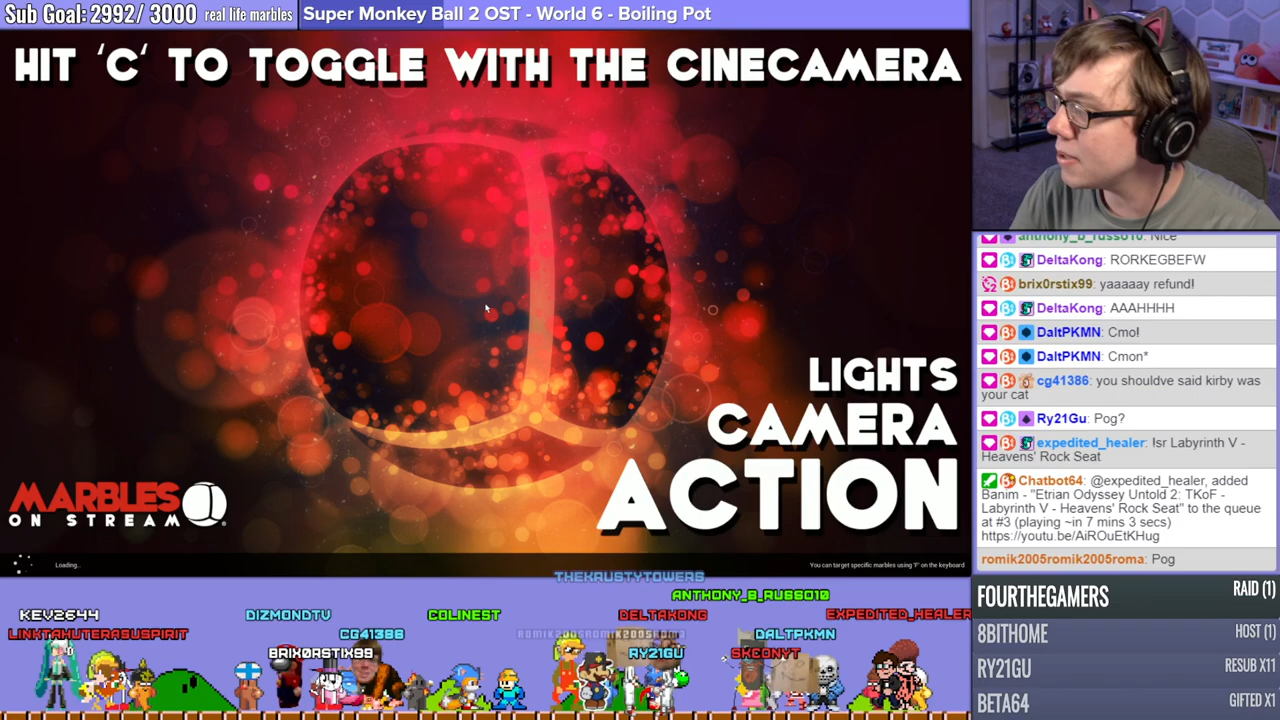 Sub Goal: 2992/ 3000 real life marbles
Super Monkey Ball 2 OST - World 6 - Boiling Pot
HIT 'C' TO TOGGLE WITH THE CINECAMERA
LIGHTS
CAMERA
ACTION
MARBLES
ON STREAM
Loading..
You can target specific marbles using 'F' on the keyboard
anthony_b_russo10: Nice
DeltaKong: RORKEGBEFW
brix0rstix99: yaaaaay refund!
DeltaKong: AAAHHHH
DaltPKMN: Cmo!
DaltPKMN: Cmon*
cg41386: you shouldve said kirby was
your cat
Ry21Gu: Pog?
expedited_healer: !sr Labyrinth V -
Heavens' Rock Seat
Chatbot64: @expedited_healer, added
Banim - "Etrian Odyssey Untold 2: TKoF -
Labyrinth V - Heavens' Rock Seat" to the queue
at #3 (playing ~in 7 mins 3 secs)
https://youtu.be/AiROuEtKHug
romik2005romik2005roma: Pog
FOURTHEGAMERS RAID (1)
8BITHOME HOST (1)
RY21GU RESUB X11
BETA64 GIFTED X1
THEKRUSTYTOWERS
ANTHONY_B_RUSSO10
KEV2644
DIZMONDTV
COLINEST
DELTAKONG
EXPEDITED_HEALER
LINKTAKUTERASUSPIRIT
CG41386
ROMIK2005ROMIK2005ROMA
DALTPKMN
BRIX0RSTIX99
RY21GU
SKEONYT